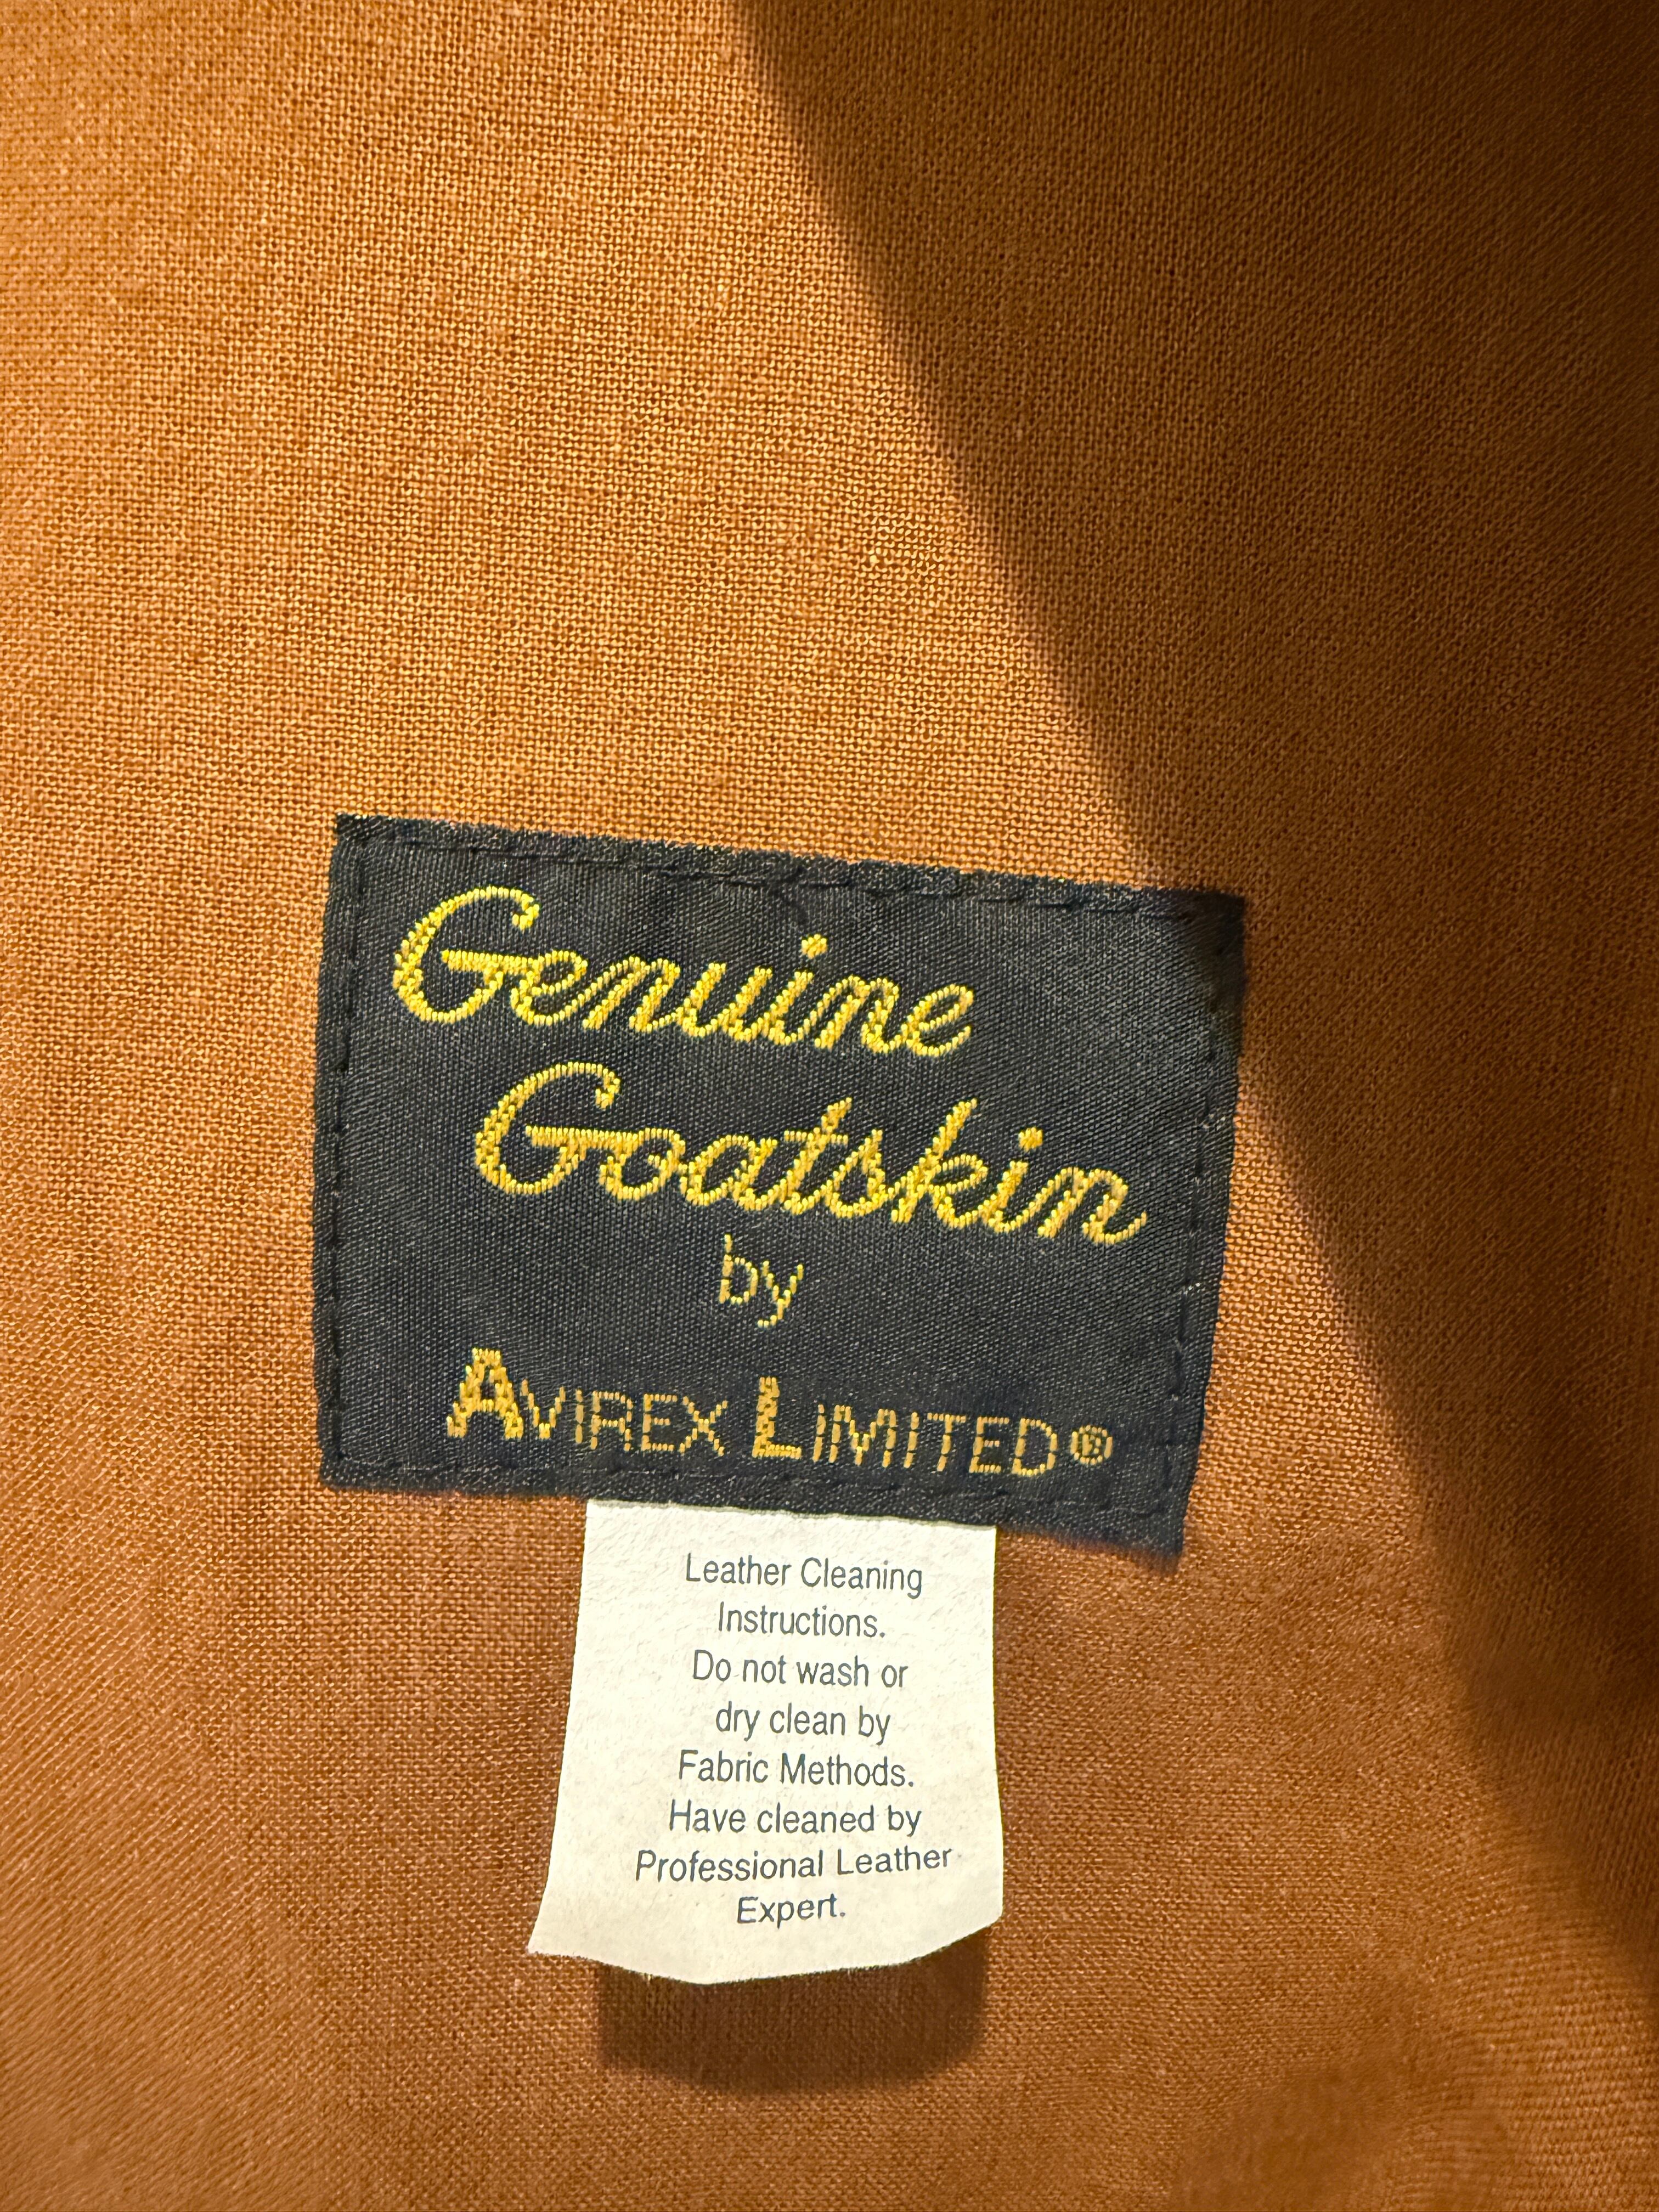 Genuine
Goatskin
by
AVIREX LIMITED®
Leather Cleaning
Instructions.
Do not wash or
dry clean by
Fabric Methods.
Have cleaned by
Professional Leather
Expert.